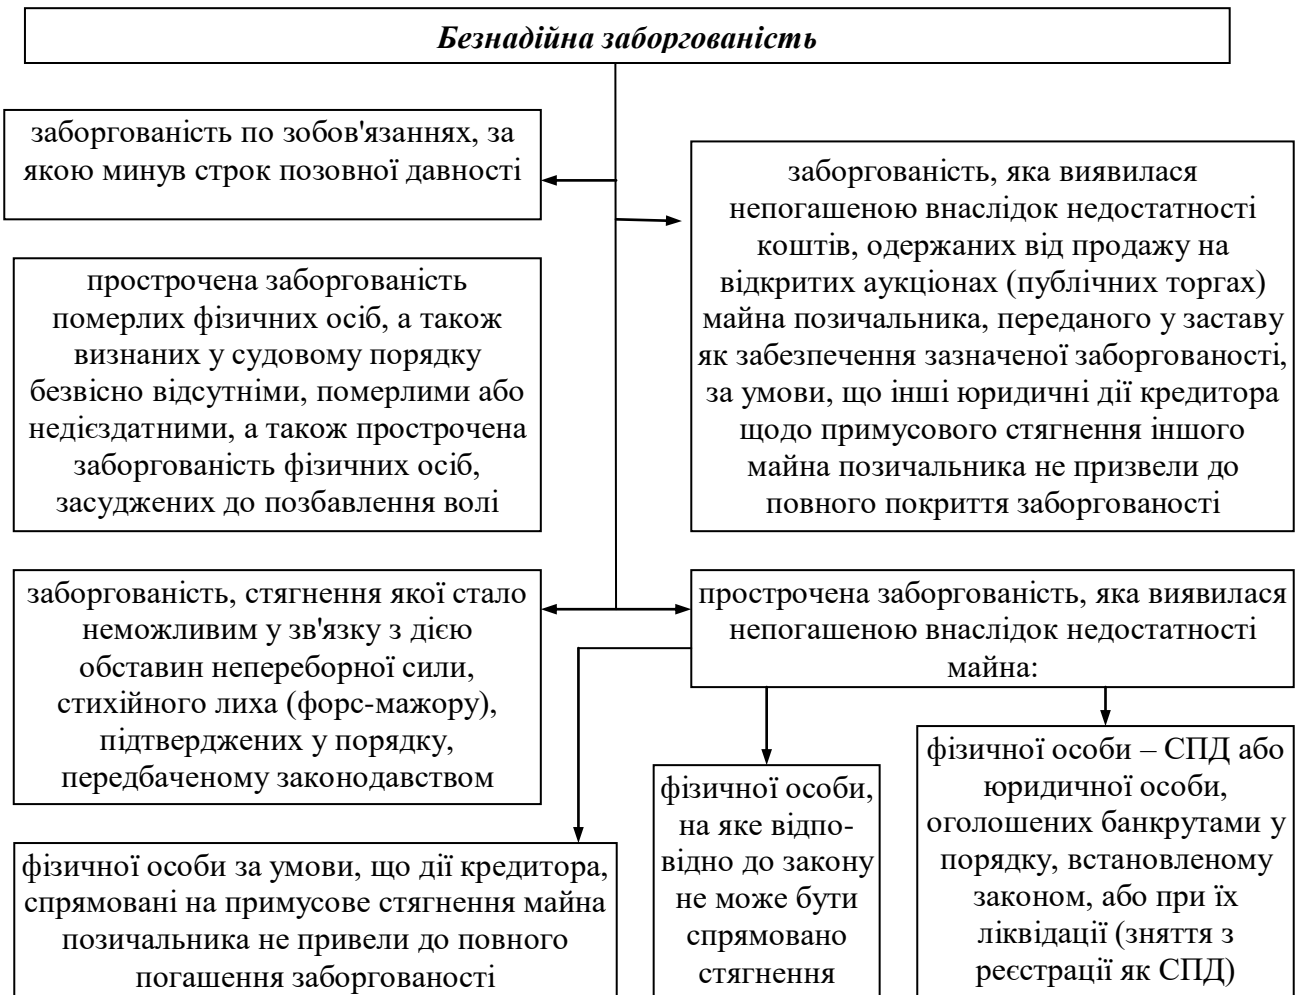 Безнадійна заборгованість
заборгованість по зобов'язаннях, за
якою минув строк позовної давності
заборгованість, яка виявилася
непогашеною внаслідок недостатності
коштів, одержаних від продажу на
відкритих аукціонах (публічних торгах)
майна позичальника, переданого у заставу
як забезпечення зазначеної заборгованості,
за умови, що інші юридичні дії кредитора
щодо примусового стягнення іншого
майна позичальника не призвели до
повного покриття заборгованості
прострочена заборгованість
померлих фізичних осіб, а також
визнаних у судовому порядку
безвісно відсутніми, померлими або
недієздатними, а також прострочена
заборгованість фізичних осіб,
засуджених до позбавлення волі
заборгованість, стягнення якої стало
неможливим у зв'язку з дією
обставин непереборної сили,
стихійного лиха (форс-мажору),
підтверджених у порядку,
передбаченому законодавством
прострочена заборгованість, яка виявилася
непогашеною внаслідок недостатності
майна:
фізичної особи за умови, що дії кредитора,
спрямовані на примусове стягнення майна
позичальника не привели до повного
погашення заборгованості
фізичної особи,
на яке відпо-
відно до закону
не може бути
спрямовано
стягнення
фізичної особи – СПД або
юридичної особи,
оголошених банкрутами у
порядку, встановленому
законом, або при їх
ліквідації (зняття з
реєстрації як СПД)